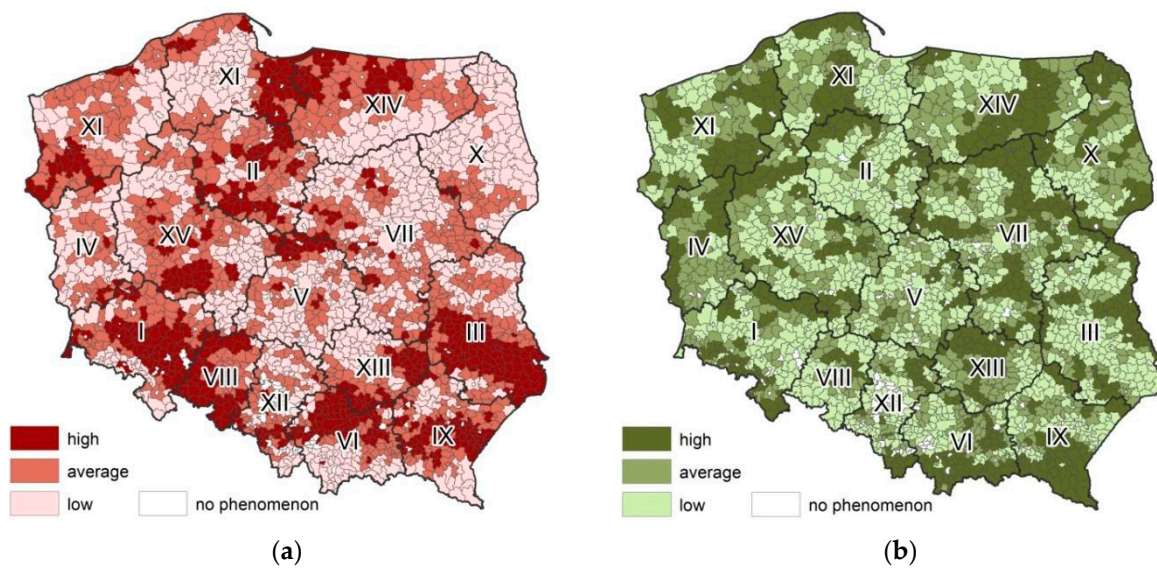 XI
XIV
XI
X
II
IV
XV
VII
V
I
III
VIII
XIII
XII
VI
IX
high
average
low
no phenomenon
(a)
XI
XIV
XI
X
II
IV
XV
VII
V
I
III
VIII
XIII
XII
VI
IX
high
average
low
no phenomenon
(b)